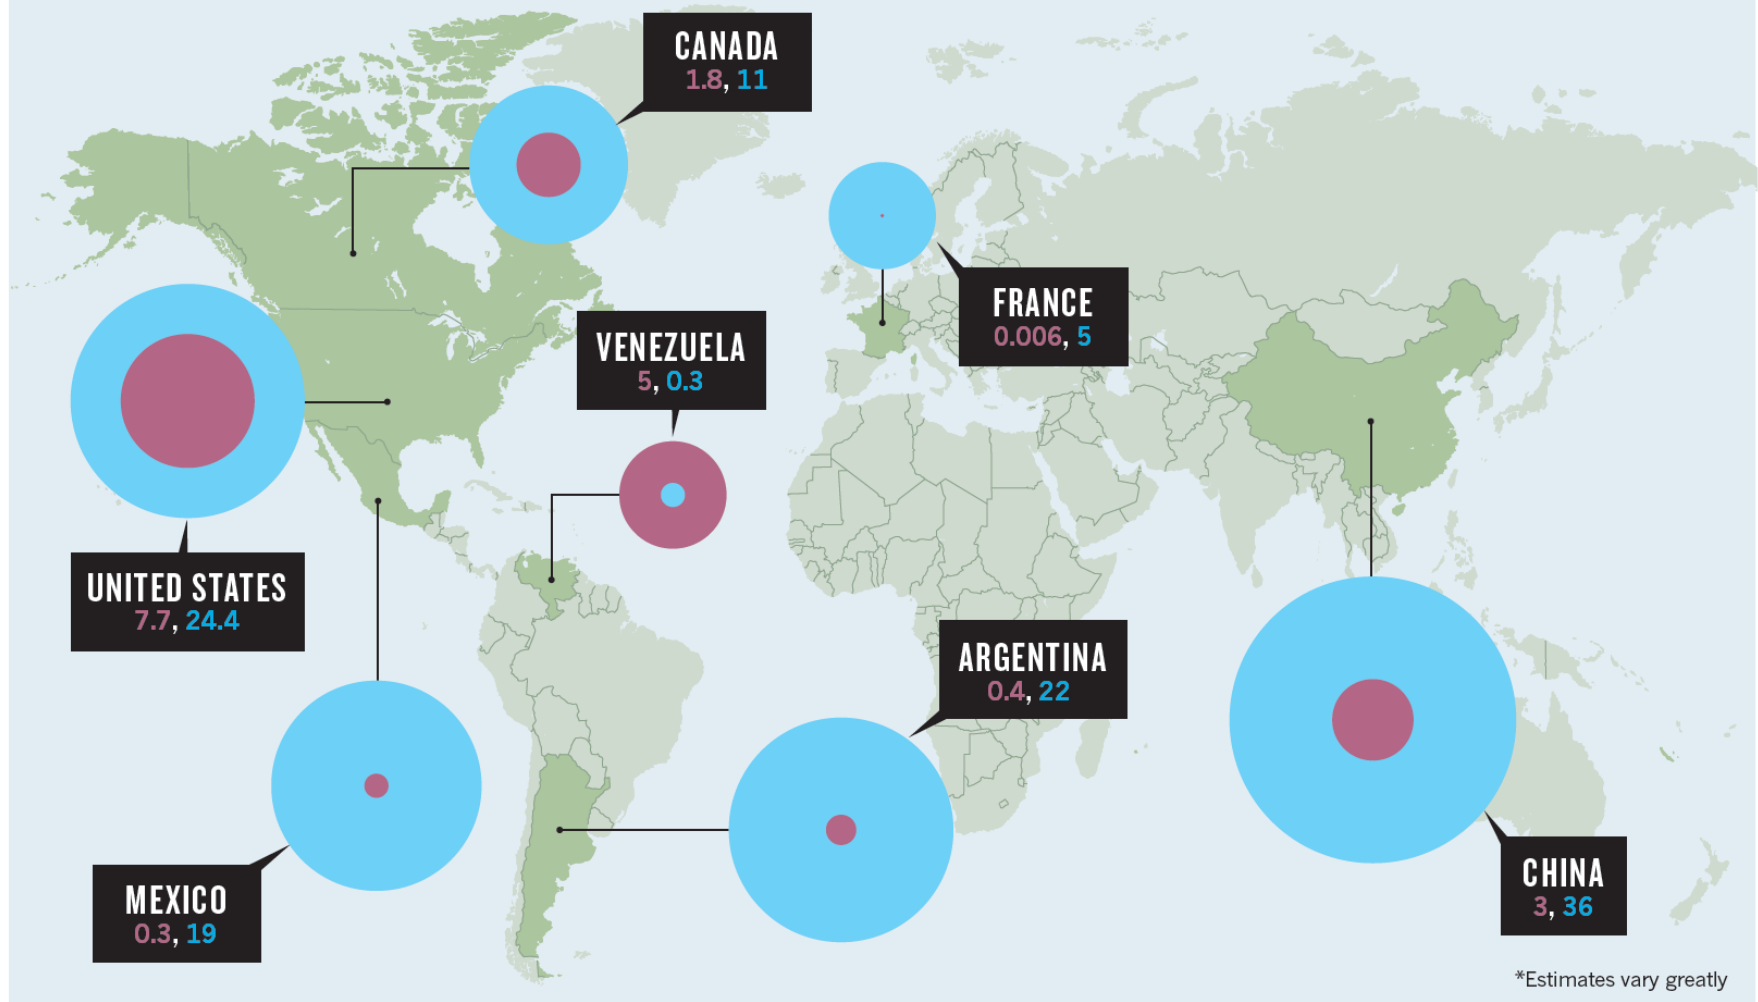 CANADA
1.8, 11
FRANCE
0.006, 5
VENEZUELA
5, 0.3
UNITED STATES
7.7, 24.4
ARGENTINA
0.4, 22
MEXICO
0.3, 19
CHINA
3, 36
*Estimates vary greatly